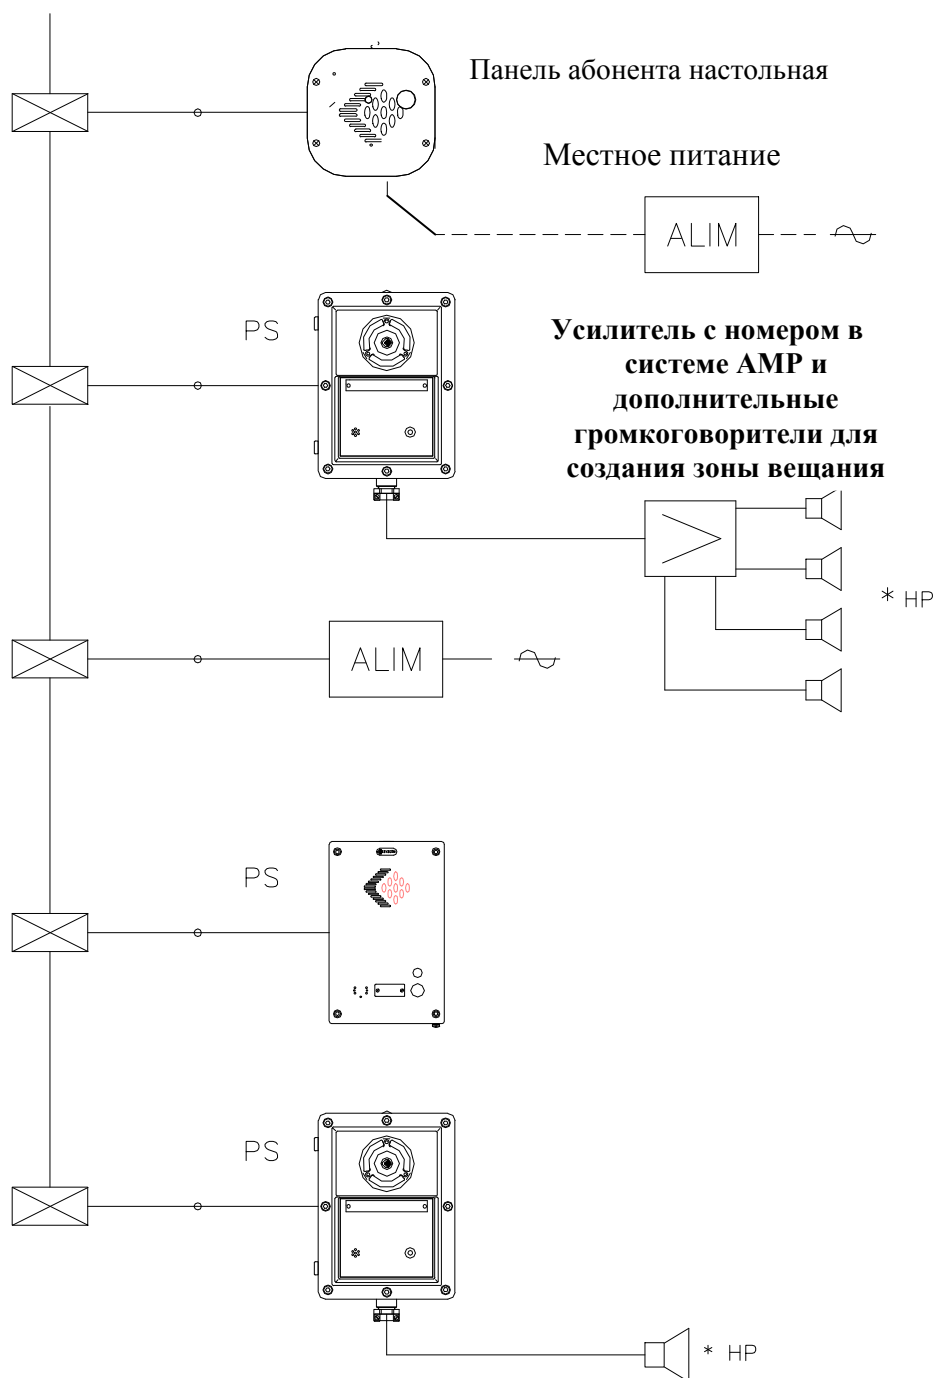 Панель абонента настольная
Местное питание
ALIM
PS
Усилитель с номером в
системе АМР и
дополнительные
громкоговорители для
создания зоны вещания
* HP
ALIM
PS
PS
* HP